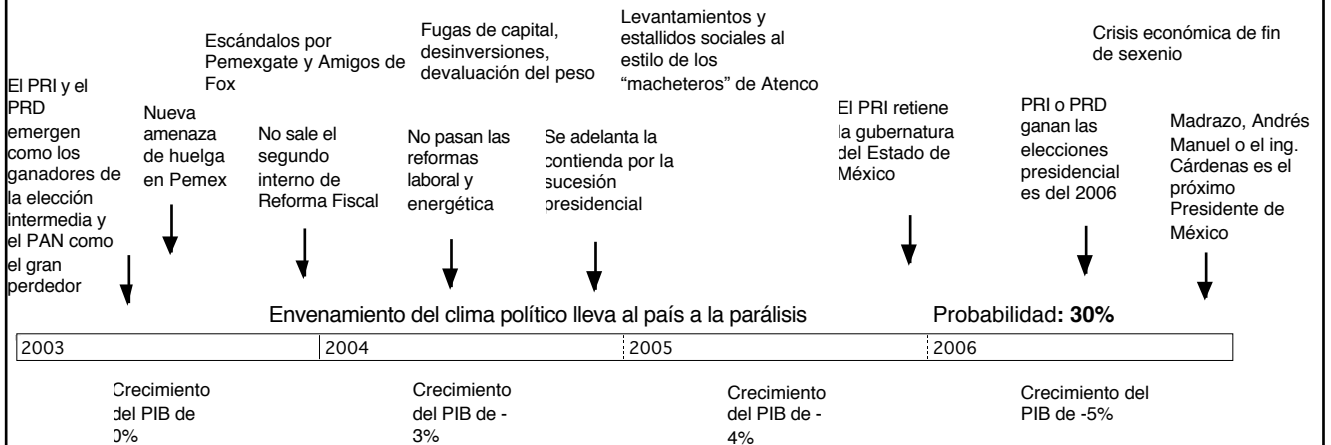 Escándalos por
Pemexgate y Amigos de
Fox
Fugas de capital,
desinversiones,
devaluación del peso
Levantamientos y
estallidos sociales al
estilo de los
“macheteros” de Atenco
Crisis económica de fin
de sexenio
El PRI y el
PRD
emergen
como los
ganadores de
la elección
intermedia y
el PAN como
el gran
perdedor
Nueva
amenaza
de huelga
en Pemex
No sale el
segundo
interno de
Reforma Fiscal
No pasan las
reformas
laboral y
energética
Se adelanta la
contienda por la
sucesión
presidencial
El PRI retiene
la gubernatura
del Estado de
México
PRI o PRD
ganan las
elecciones
presidencial
es del 2006
Madrazo, Andrés
Manuel o el ing.
Cárdenas es el
próximo
Presidente de
México
Envenamiento del clima político lleva al país a la parálisis Probabilidad: 30%
2003 2004 2005 2006
Crecimiento
del PIB de
0%
Crecimiento
del PIB de -
3%
Crecimiento
del PIB de -
4%
Crecimiento del
PIB de -5%